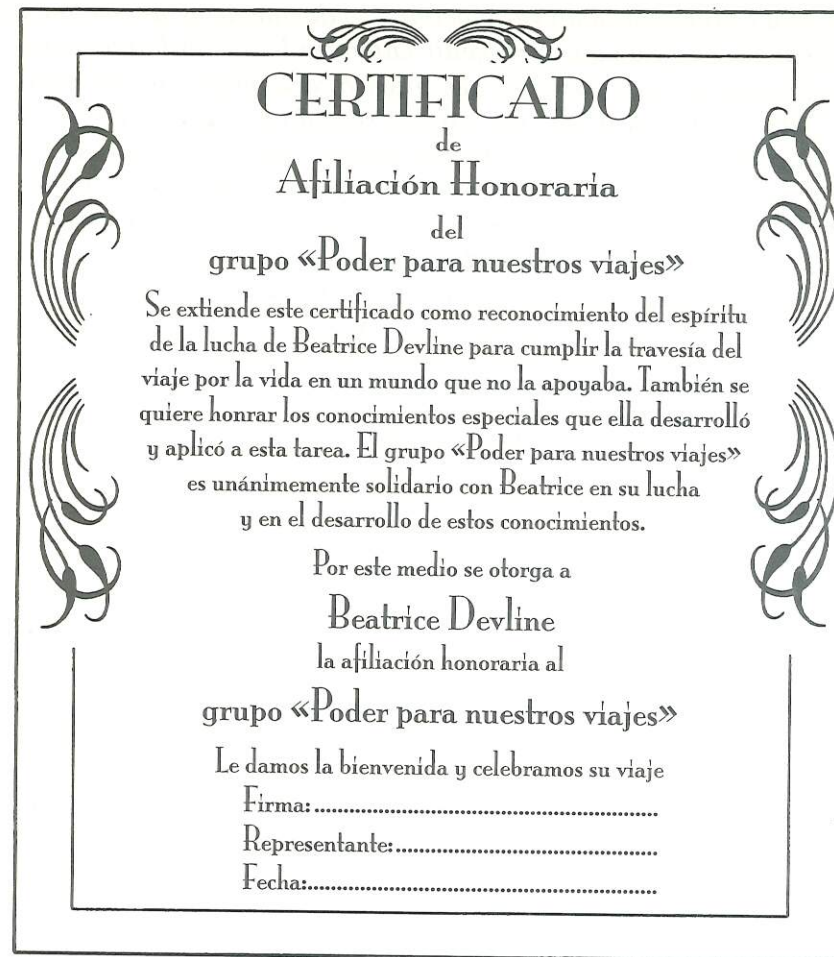 CERTIFICADO
de
Afiliación Honoraria
del
grupo «Poder para nuestros viajes»
Se extiende este certificado como reconocimiento del espíritu
de la lucha de Beatrice Devline para cumplir la travesía del
viaje por la vida en un mundo que no la apoyaba. También se
quiere honrar los conocimientos especiales que ella desarrolló
y aplicó a esta tarea. El grupo «Poder para nuestros viajes»
es unánimemente solidario con Beatrice en su lucha
y en el desarrollo de estos conocimientos.
Por este medio se otorga a
Beatrice Devline
la afiliación honoraria al
grupo «Poder para nuestros viajes»
Le damos la bienvenida y celebramos su viaje
Firma:
Representante:
Fecha: